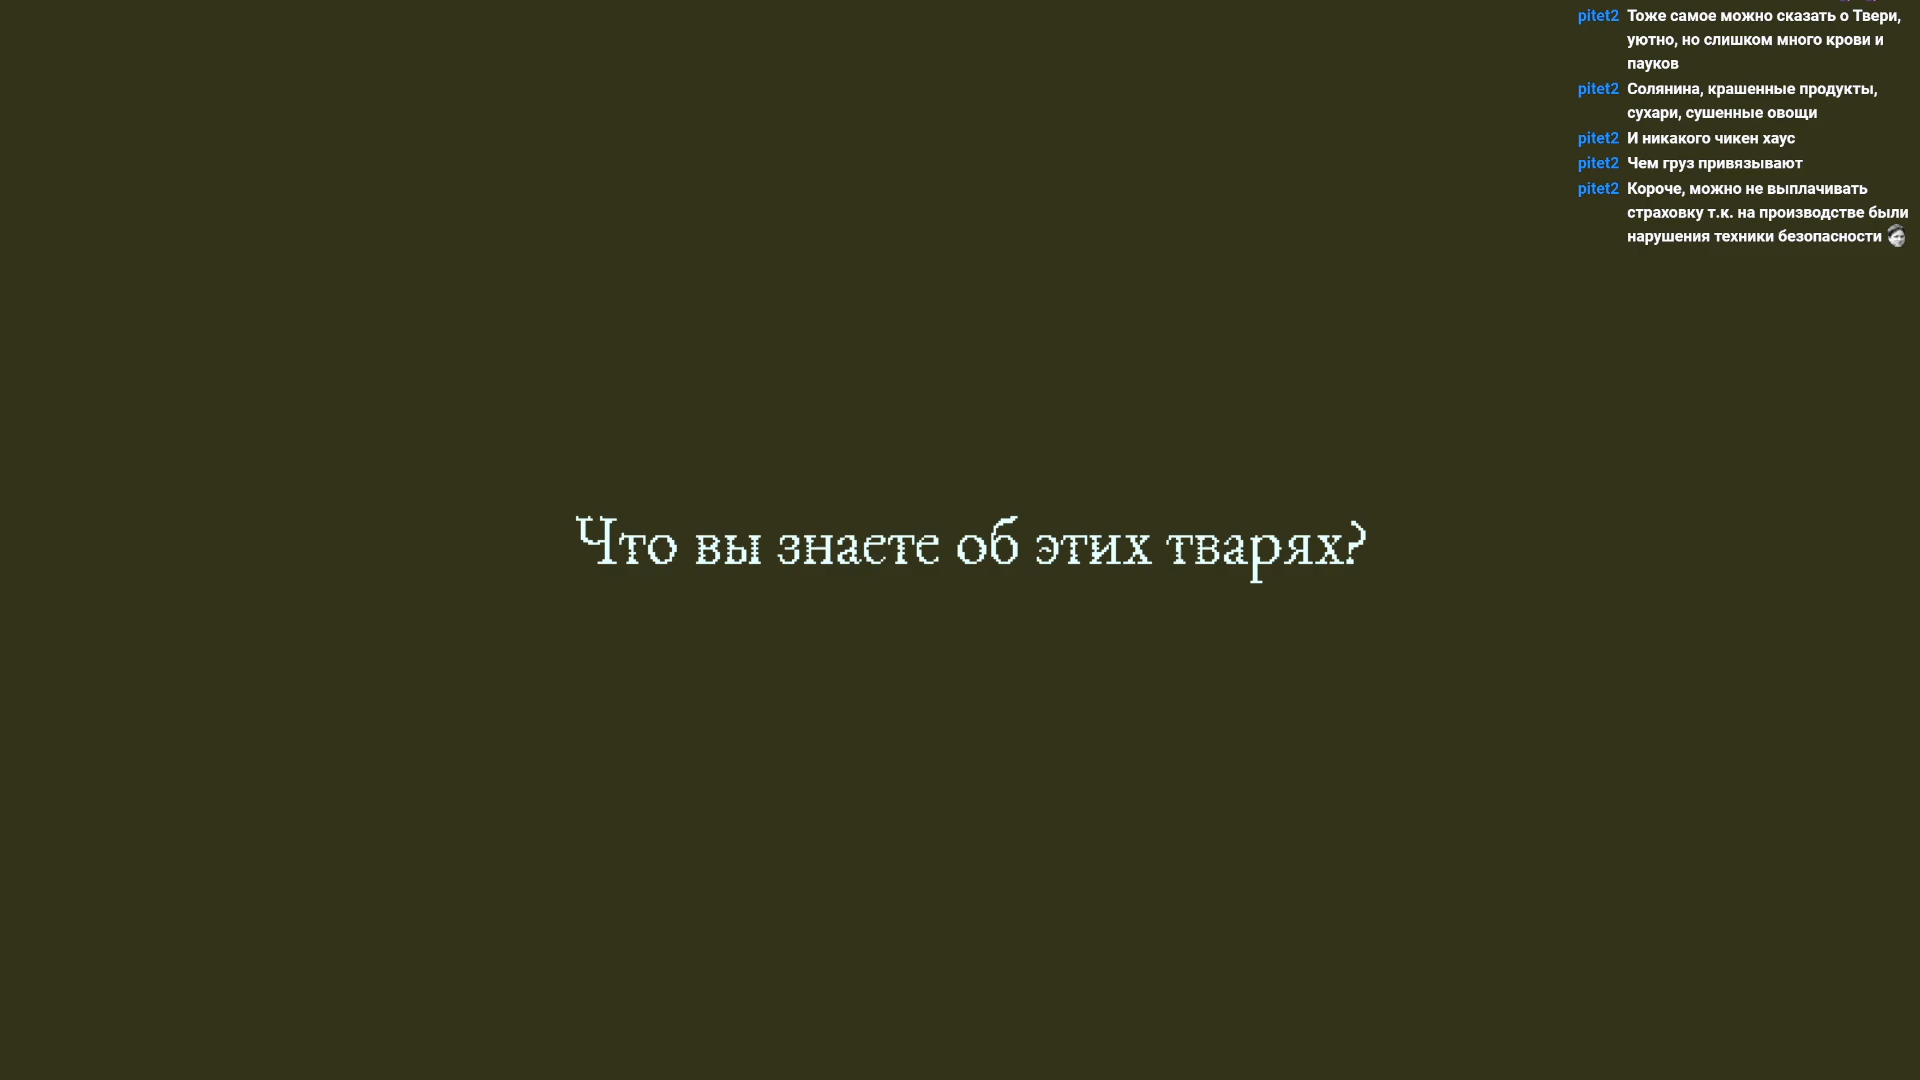 pitet2 Тоже самое можно сказать о Твери,
уютно, но слишком много крови и
пауков
pitet2 Солянина, крашенные продукты,
сухари, сушенные овощи
pitet2 И никакого чикен хаус
pitet2 Чем груз привязывают
pitet2 Короче, можно не выплачивать
страховку т.к. на производстве были
нарушения техники безопасности
Что вы знаете об этих тварях?